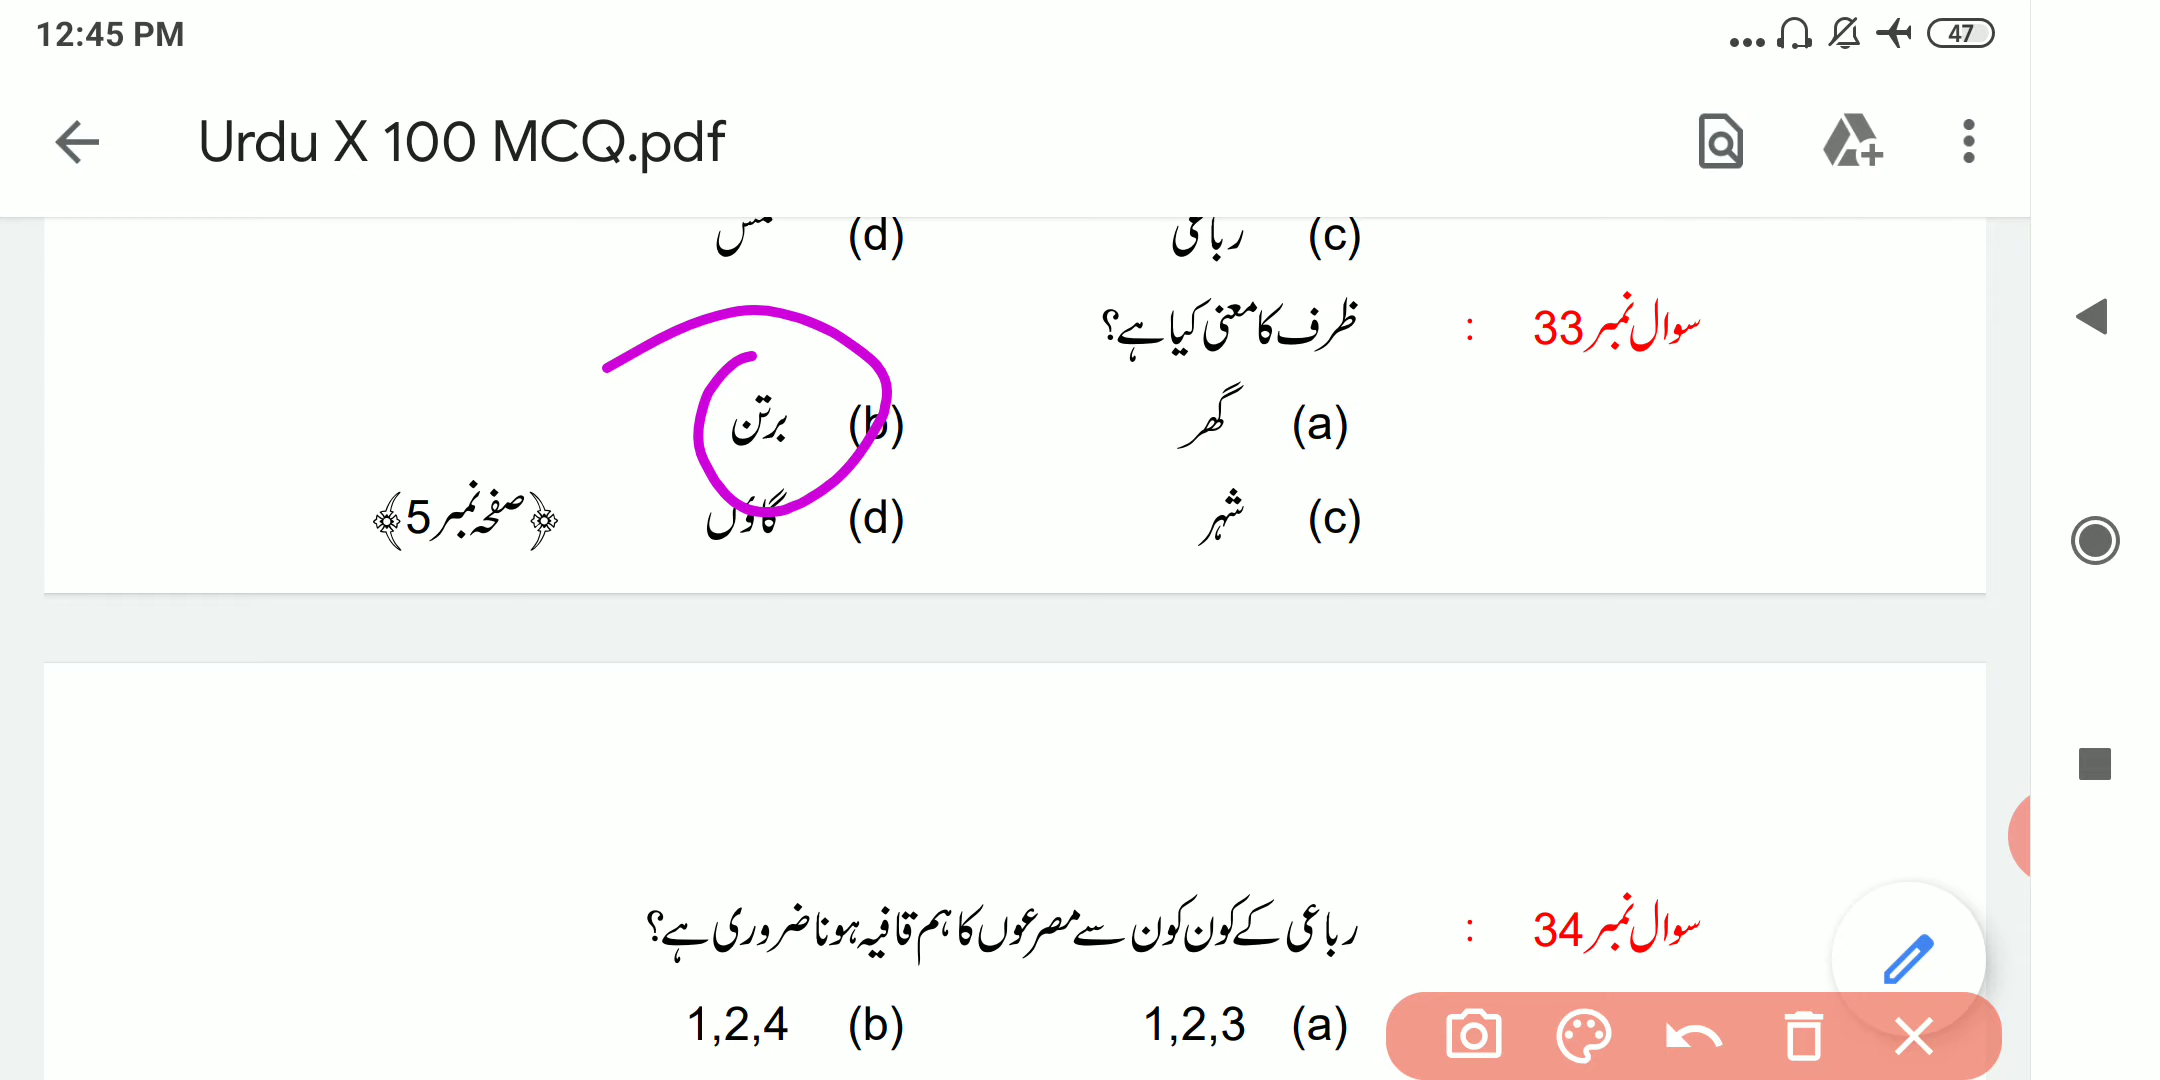 12:45 PM
47
Urdu X 100 MCQ.pdf
(c) رباعی (d)
سوال نمبر 33 : ظرف کا معنی کیا ہے؟
(a) گھر (b) برتن
(c) شہر (d) گاؤں ﴿صفحہ نمبر 5﴾
سوال نمبر 34 : رباعی کے کون کون سے مصرعوں کا ہم قافیہ ہونا ضروری ہے؟
(a) 1,2,3 (b) 1,2,4